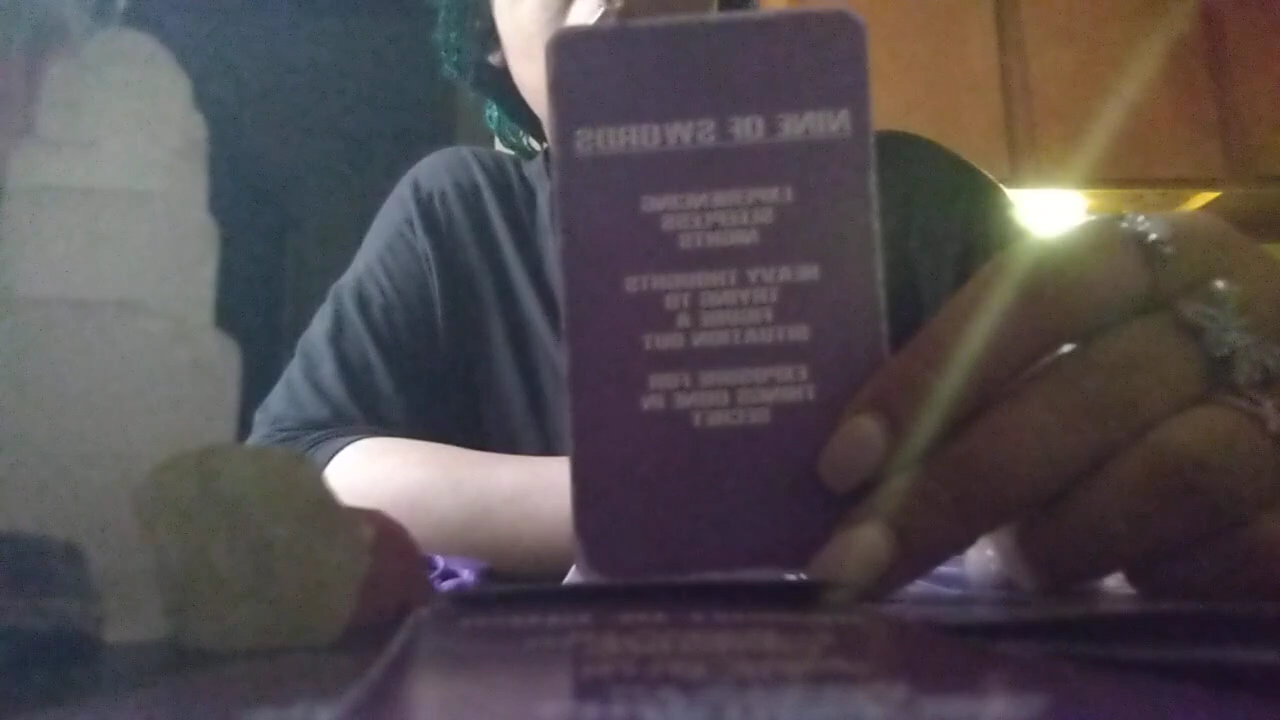 NINE OF SWORDS
EXPERIENCING
SLEEPLESS
NIGHTS
HEAVY THOUGHTS
TRYING TO
FIGURE A
SITUATION OUT
EXPOSURE FOR
THINGS DONE IN
SECRET